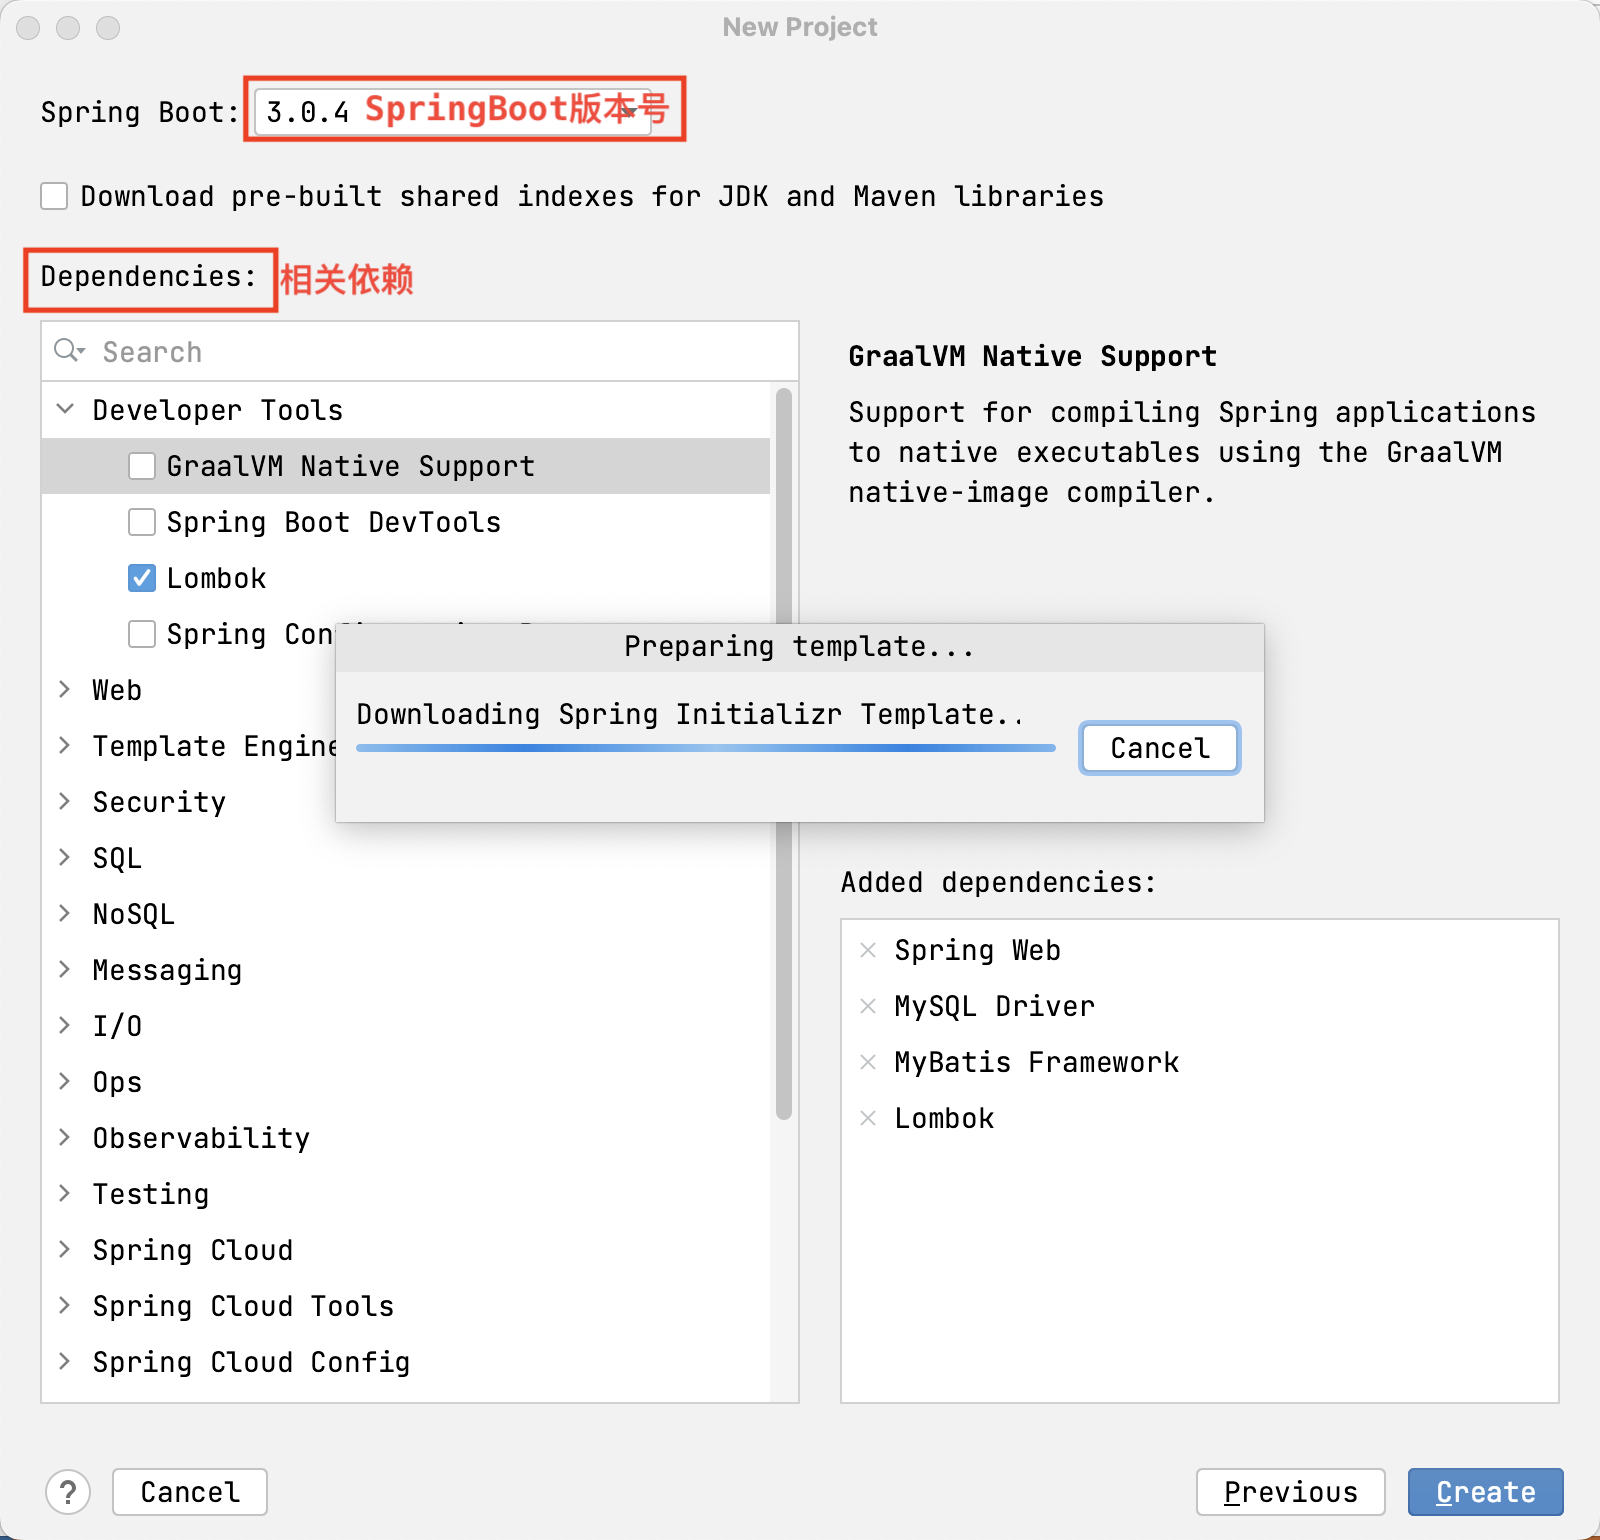 New Project
Spring Boot: 3.0.4 SpringBoot版本号
Download pre-built shared indexes for JDK and Maven libraries
Dependencies: 相关依赖
Search
Developer Tools
GraalVM Native Support
Spring Boot DevTools
Lombok
Spring
Web
Template
Security
SQL
NoSQL
Messaging
I/O
Ops
Observability
Testing
Spring Cloud
Spring Cloud Tools
Spring Cloud Config
GraalVM Native Support
Support for compiling Spring applications
to native executables using the GraalVM
native-image compiler.
Preparing template...
Downloading Spring Initializr Template..
Cancel
Added dependencies:
Spring Web
MySQL Driver
MyBatis Framework
Lombok
? Cancel Previous Create